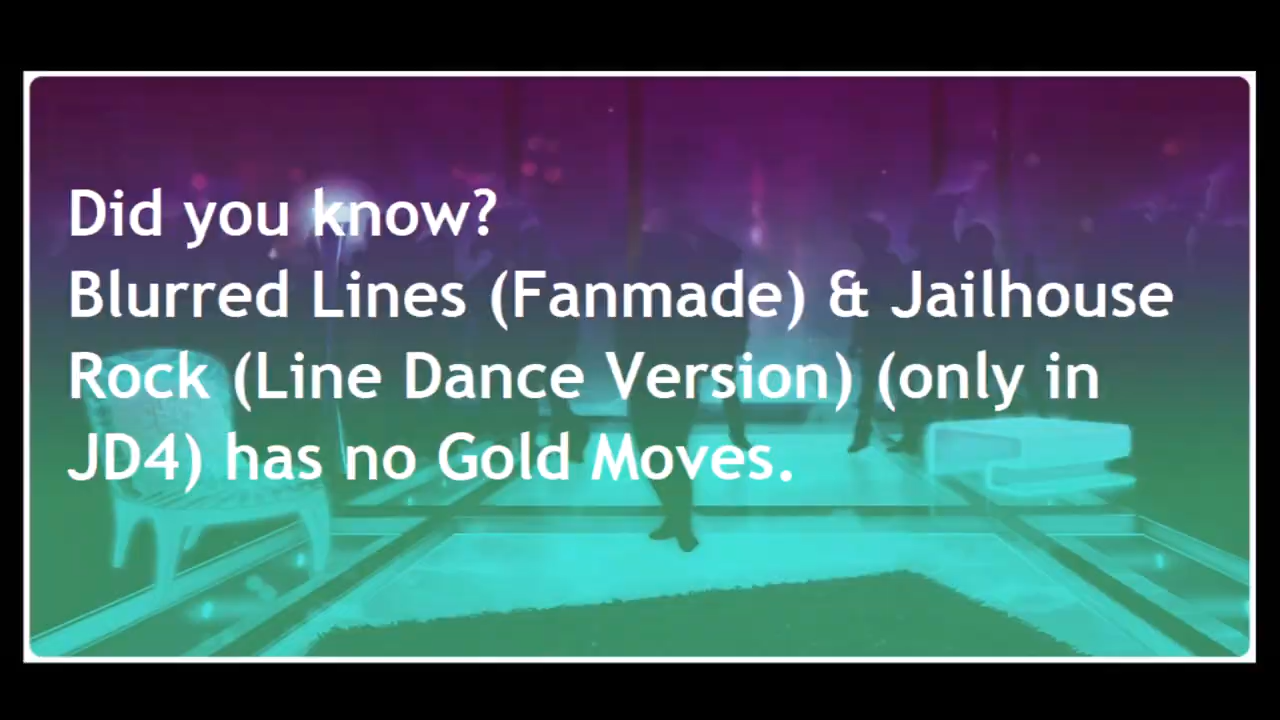 Did you know?
Blurred Lines (Fanmade) & Jailhouse
Rock (Line Dance Version) (only in
JD4) has no Gold Moves.